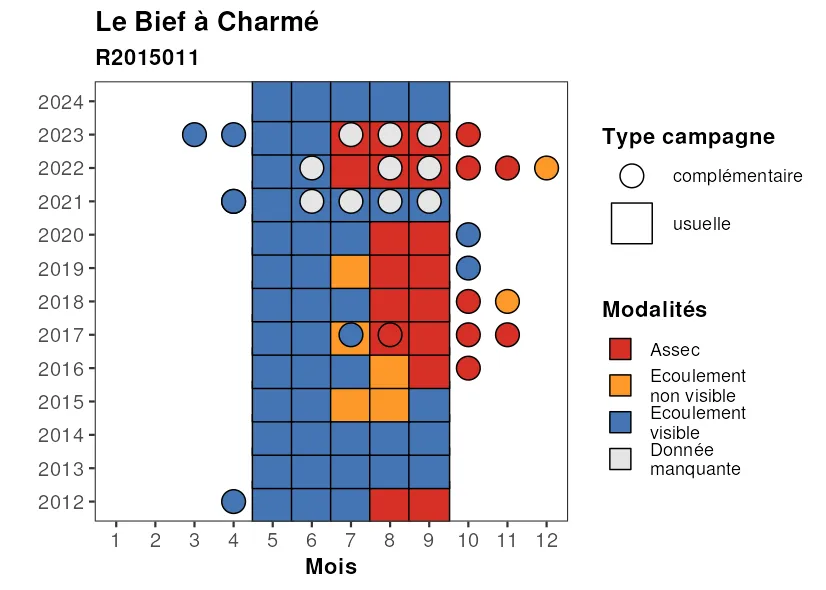 Le Bief à Charmé
R2015011
2024
2023
2022
2021
2020
2019
2018
2017
2016
2015
2014
2013
2012
1 2 3 4 5 6 7 8 9 10 11 12
Mois
Type campagne
complémentaire
usuelle
Modalités
Assec
Ecoulement
non visible
Ecoulement
visible
Donnée
manquante